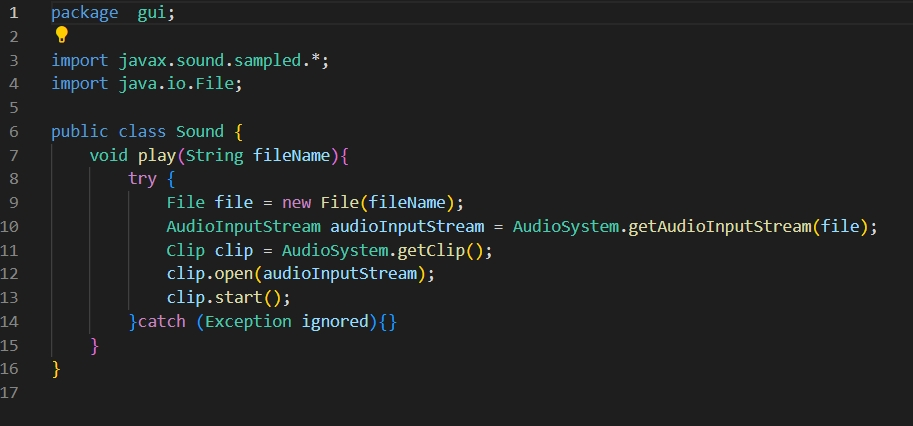 1 package  gui;
2
3 import javax.sound.sampled.*;
4 import java.io.File;
5
6 public class Sound {
7     void play(String fileName){
8         try {
9             File file = new File(fileName);
10             AudioInputStream audioInputStream = AudioSystem.getAudioInputStream(file);
11             Clip clip = AudioSystem.getClip();
12             clip.open(audioInputStream);
13             clip.start();
14         }catch (Exception ignored){}
15     }
16 }
17